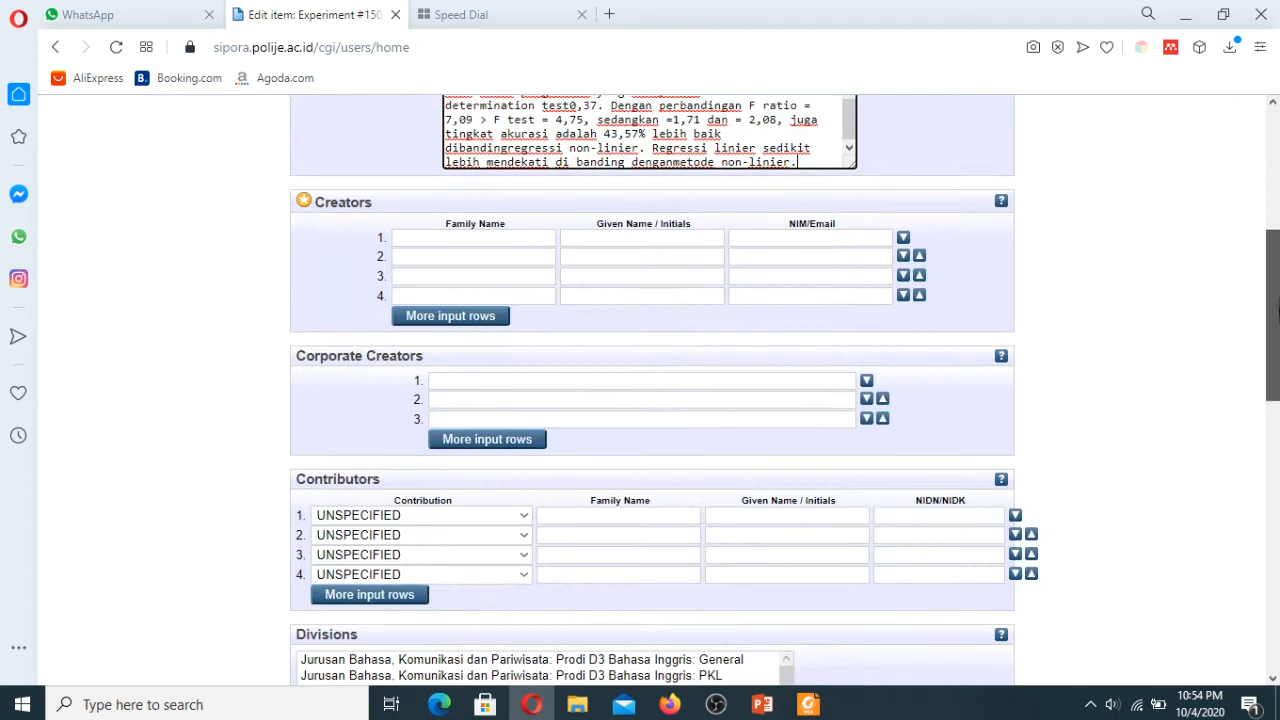 WhatsApp
Edit item: Experiment #150
Speed Dial
sipora.polije.ac.id/cgi/users/home
AliExpress
Booking.com
Agoda.com
determination test0,37. Dengan perbandingan F ratio =
7,09 > F test = 4,75, sedangkan =1,71 dan = 2,08, juga
tingkat akurasi adalah 43,57% lebih baik
dibandingregressi non-linier. Regressi linier sedikit
lebih mendekati di banding denganmetode non-linier.
Creators
Family Name Given Name / Initials NIM/Email
1.
2.
3.
4.
More input rows
Corporate Creators
1.
2.
3.
More input rows
Contributors
Contribution Family Name Given Name / Initials NIDN/NIDK
1. UNSPECIFIED
2. UNSPECIFIED
3. UNSPECIFIED
4. UNSPECIFIED
More input rows
Divisions
Jurusan Bahasa, Komunikasi dan Pariwisata: Prodi D3 Bahasa Inggris: General
Jurusan Bahasa, Komunikasi dan Pariwisata: Prodi D3 Bahasa Inggris: PKL
Type here to search
10:54 PM
10/4/2020